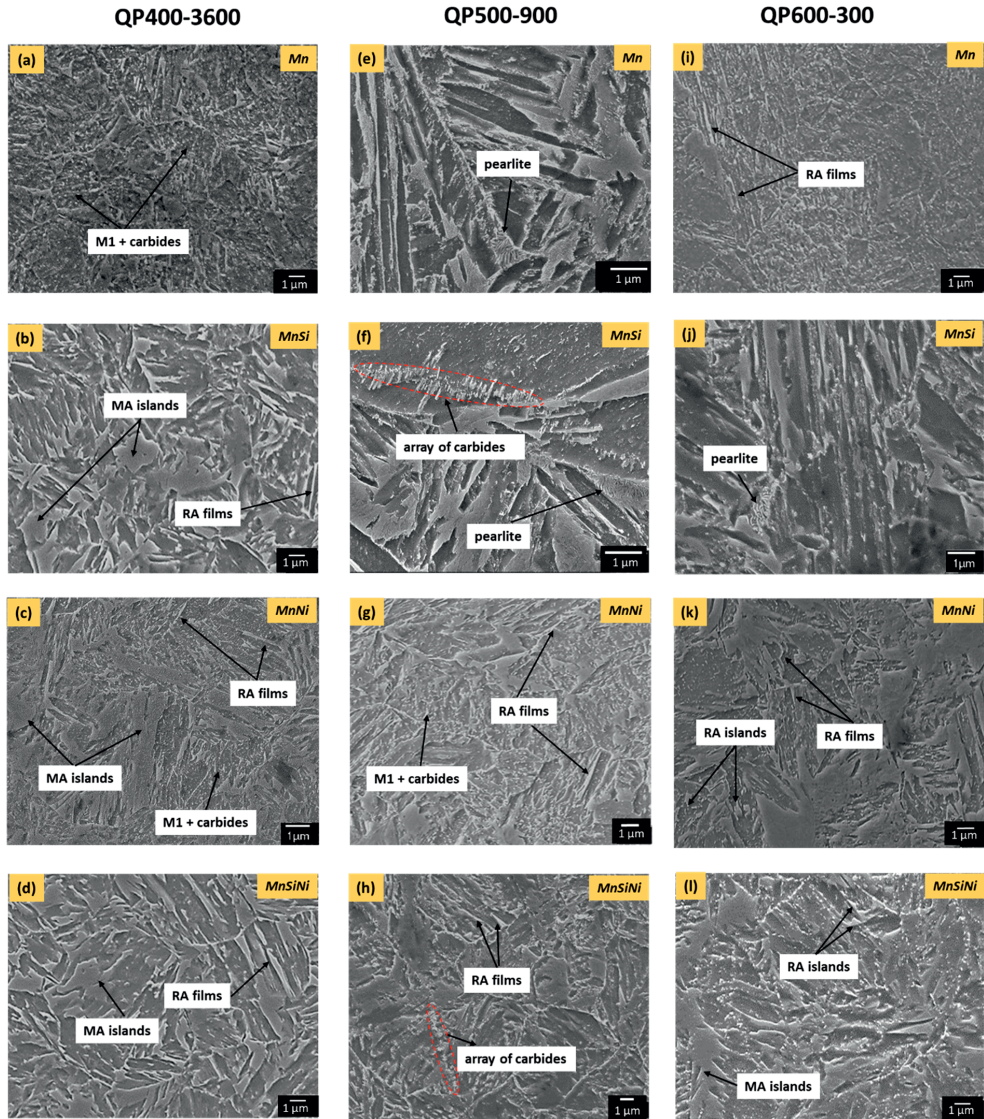 QP400-3600 QP500-900 QP600-300
(a) Mn
M1 + carbides
1 µm
(e) Mn
pearlite
1 µm
(i) Mn
RA films
1 µm
(b) MnSi
MA islands
RA films
1 µm
(f) MnSi
array of carbides
pearlite
1 µm
(j) MnSi
pearlite
1µm
(c) MnNi
RA films
MA islands
M1 + carbides
1µm
(g) MnNi
RA films
M1 + carbides
1 µm
(k) MnNi
RA islands
RA films
1 µm
(d) MnSiNi
RA films
MA islands
1 µm
(h) MnSiNi
RA films
array of carbides
1 µm
(l) MnSiNi
RA islands
MA islands
1 µm